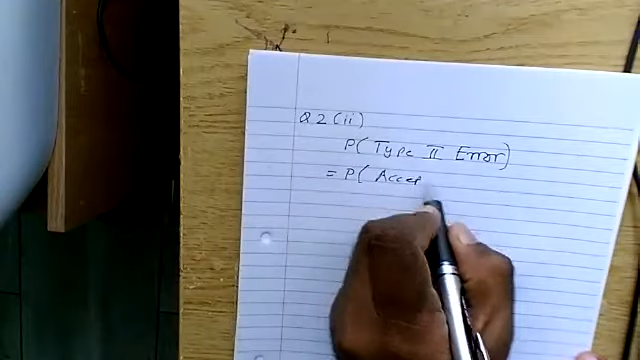 Q2(ii)
P( Type II Error)
= P( Accep